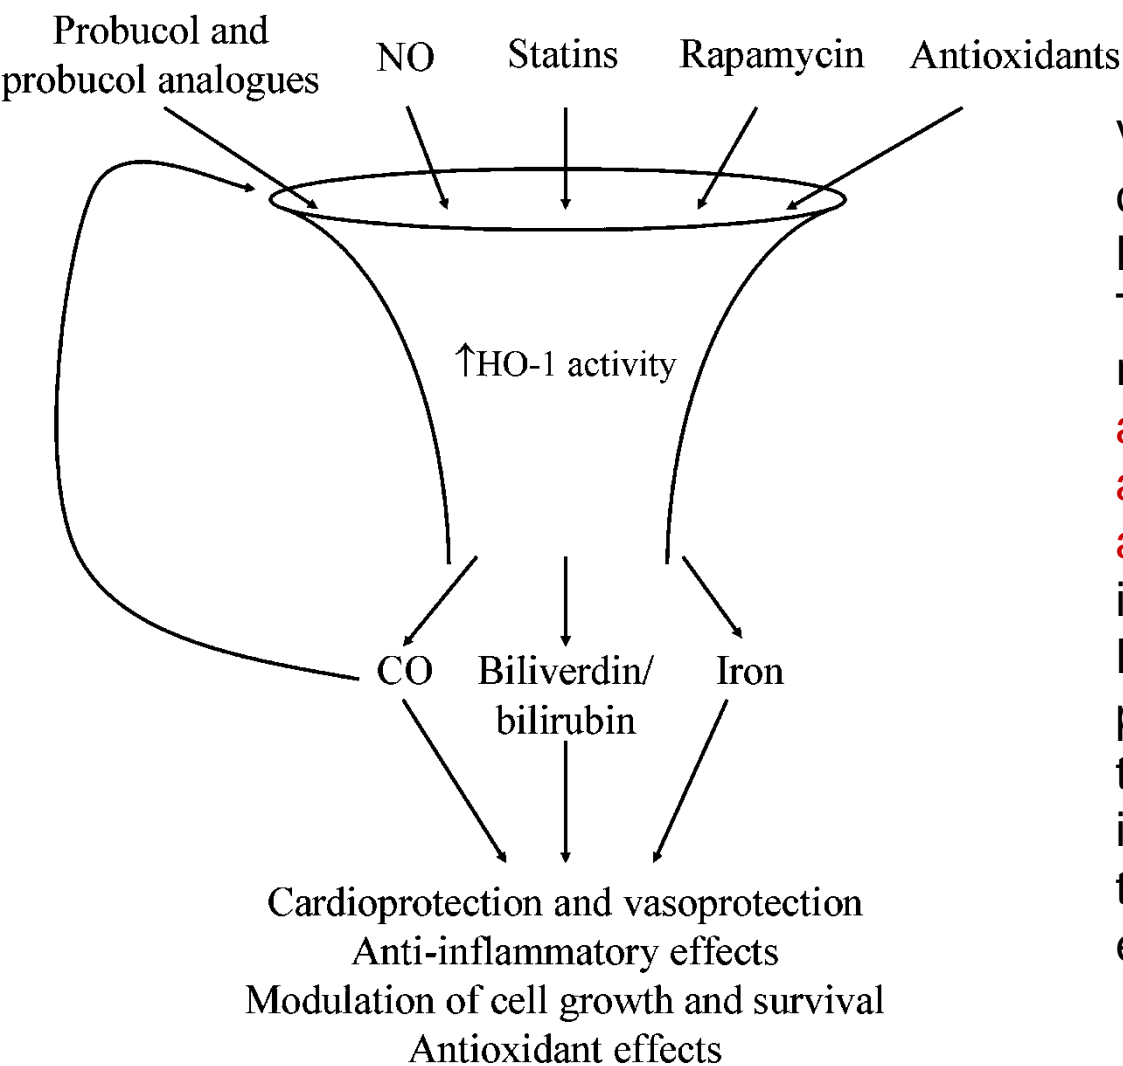 Probucol and
probucol analogues
NO
Statins
Rapamycin
Antioxidants
↑HO-1 activity
CO
Biliverdin/
bilirubin
Iron
Cardioprotection and vasoprotection
Anti-inflammatory effects
Modulation of cell growth and survival
Antioxidant effects